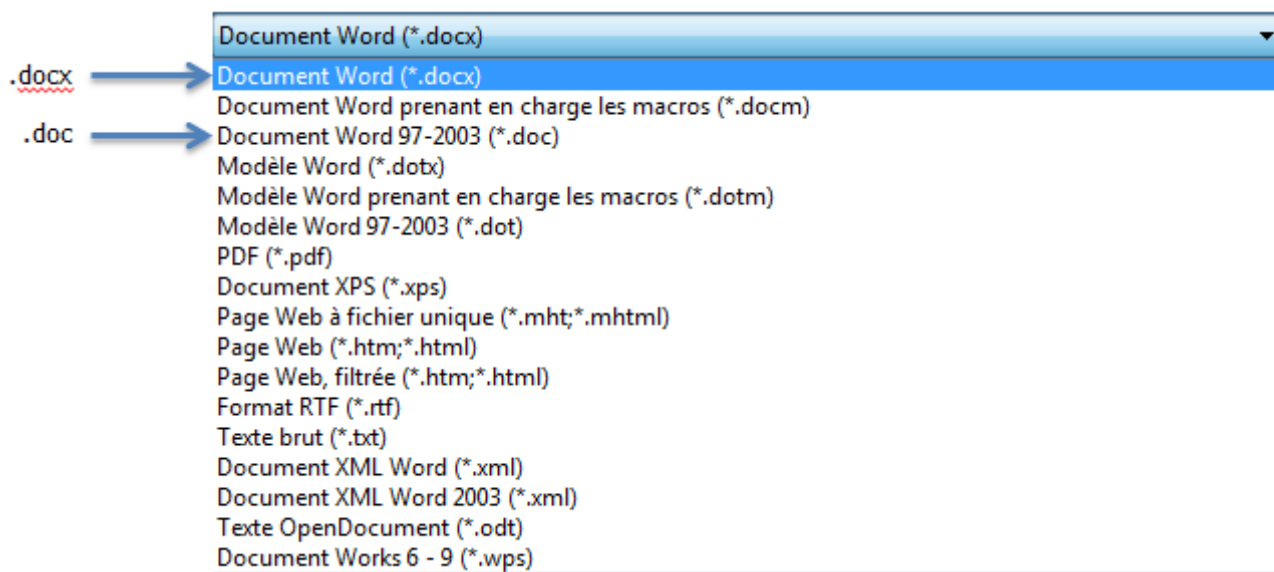 Document Word (*.docx)
.docx
Document Word (*.docx)
Document Word prenant en charge les macros (*.docm)
.doc
Document Word 97-2003 (*.doc)
Modèle Word (*.dotx)
Modèle Word prenant en charge les macros (*.dotm)
Modèle Word 97-2003 (*.dot)
PDF (*.pdf)
Document XPS (*.xps)
Page Web à fichier unique (*.mht;*.mhtml)
Page Web (*.htm;*.html)
Page Web, filtrée (*.htm;*.html)
Format RTF (*.rtf)
Texte brut (*.txt)
Document XML Word (*.xml)
Document XML Word 2003 (*.xml)
Texte OpenDocument (*.odt)
Document Works 6 - 9 (*.wps)